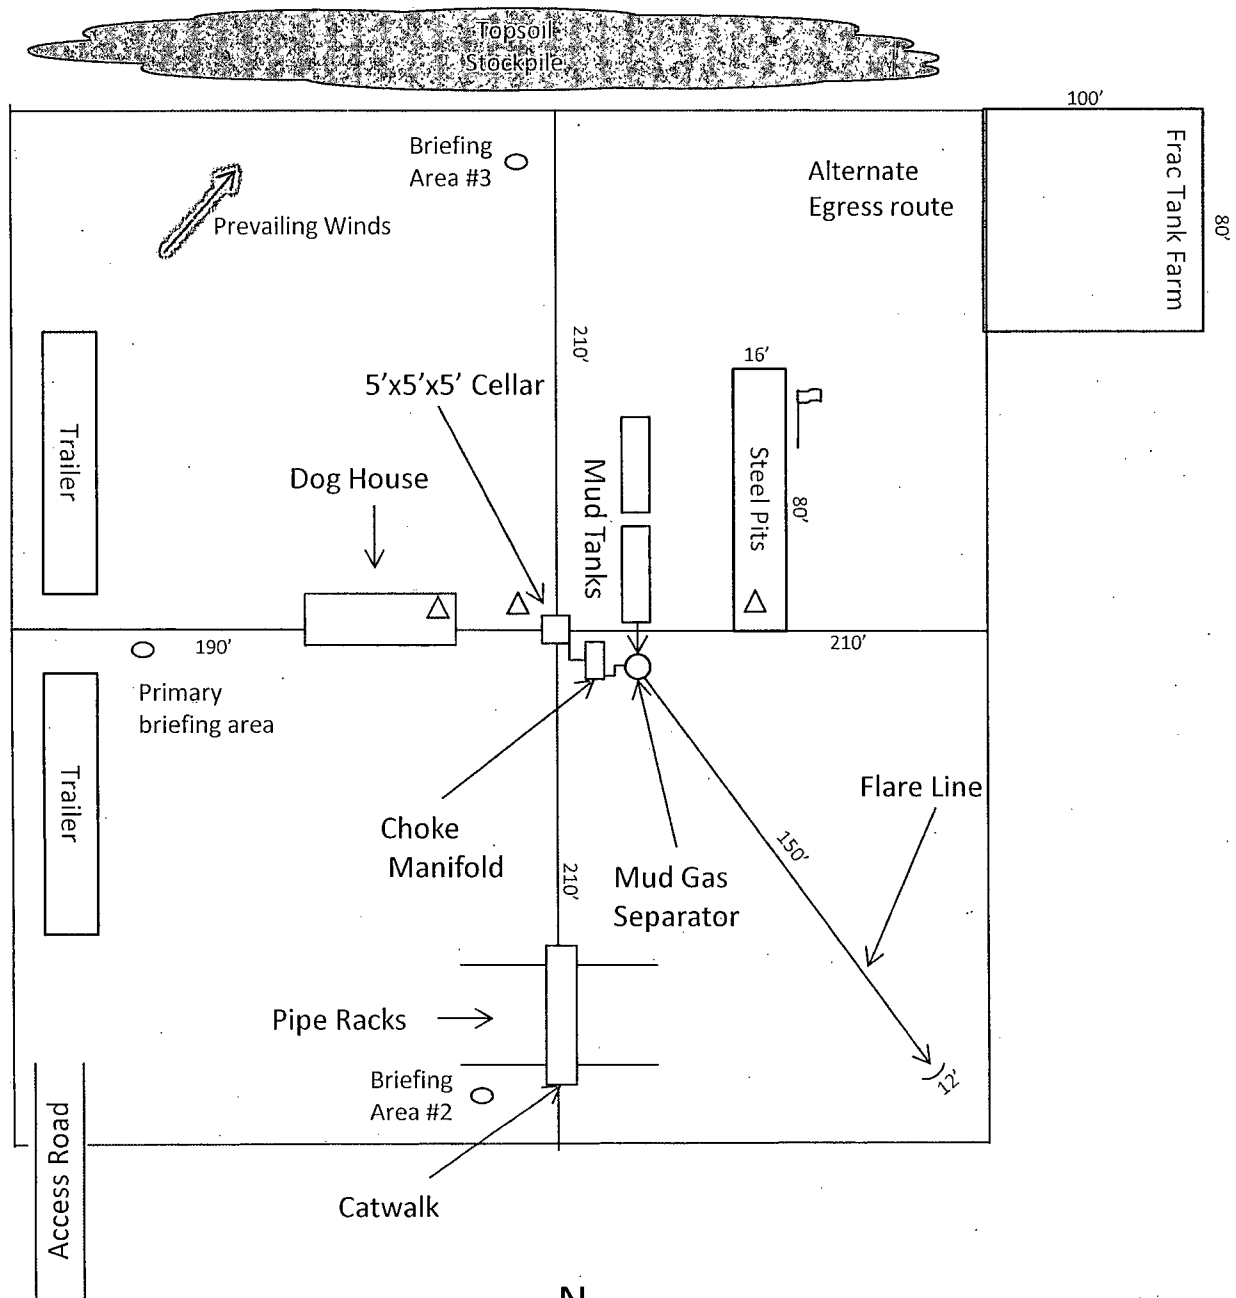 Topsoil
Stockpile
100'
Briefing
Area #3
Alternate
Egress route
Frac Tank Farm
80'
Prevailing Winds
210'
16'
5'x5'x5' Cellar
Trailer
Dog House
Mud Tanks
Steel Pits
80'
190'
210'
Primary
briefing area
Trailer
Flare Line
Choke
Manifold
150'
210'
Mud Gas
Separator
Pipe Racks
Briefing
Area #2
12'
Access Road
Catwalk
N